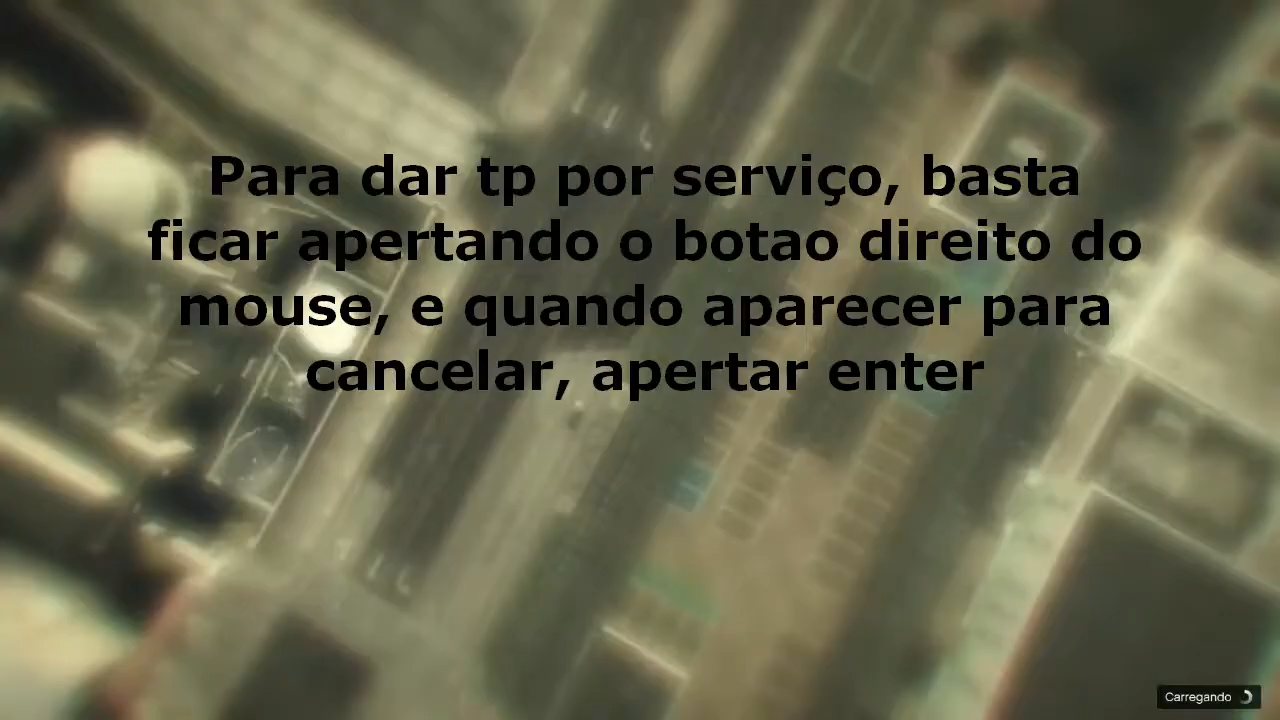 Para dar tp por serviço, basta
ficar apertando o botao direito do
mouse, e quando aparecer para
cancelar, apertar enter
Carregando